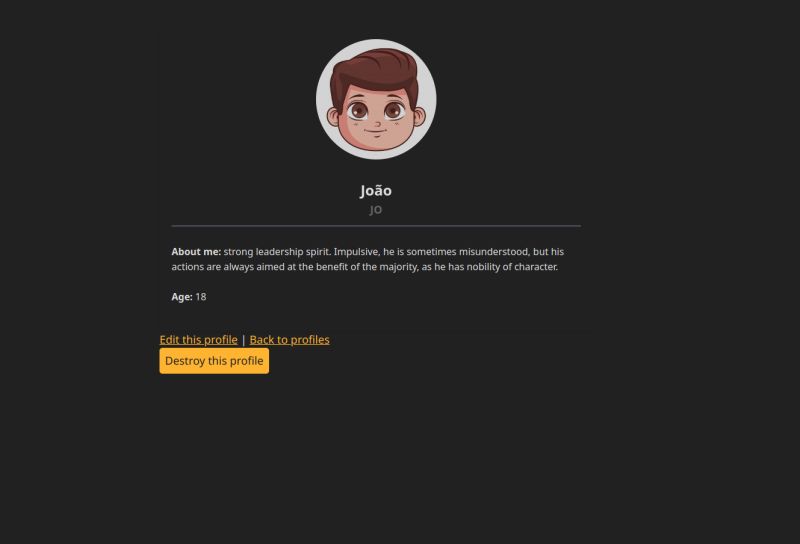 João
JO
About me: strong leadership spirit. Impulsive, he is sometimes misunderstood, but his
actions are always aimed at the benefit of the majority, as he has nobility of character.
Age: 18
Edit this profile | Back to profiles
Destroy this profile